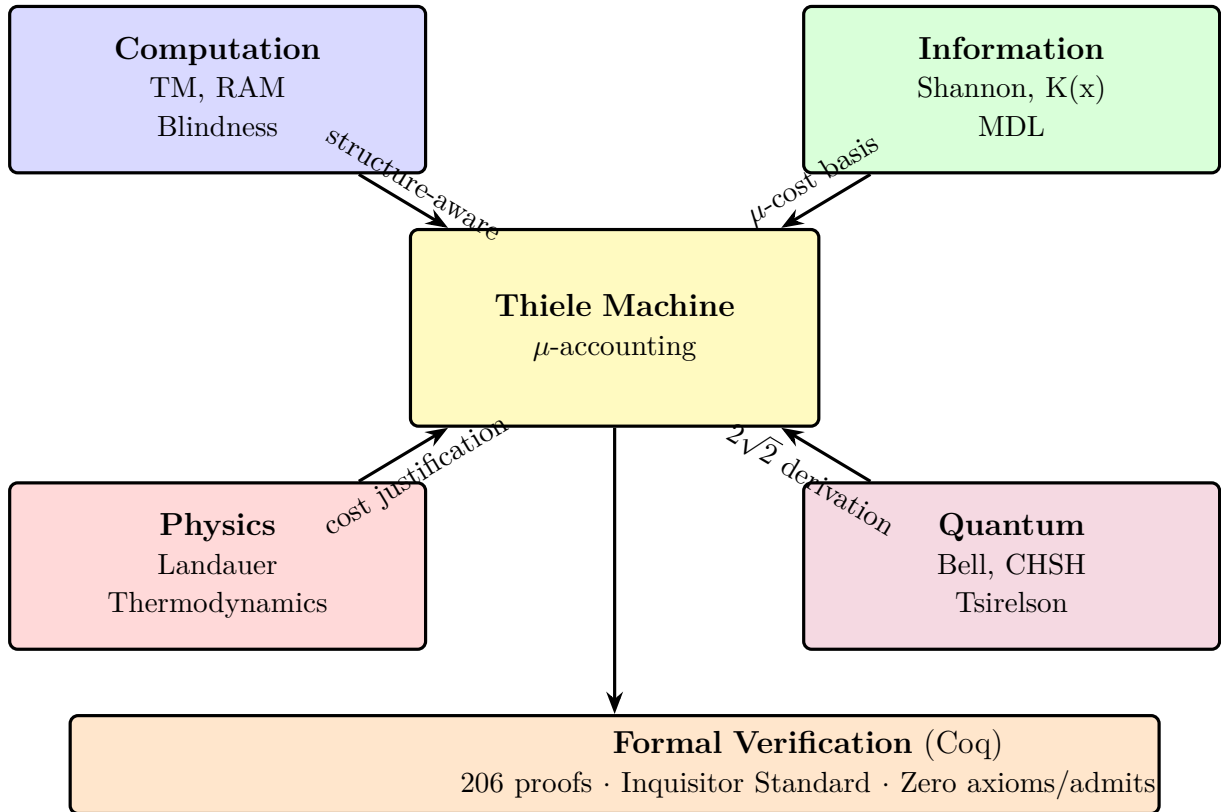 Computation
TM, RAM
Blindness
Information
Shannon, K(x)
MDL
structure-aware
μ-cost basis
Thiele Machine
μ-accounting
cost justification
2√2 derivation
Physics
Landauer
Thermodynamics
Quantum
Bell, CHSH
Tsirelson
Formal Verification (Coq)
206 proofs · Inquisitor Standard · Zero axioms/admits